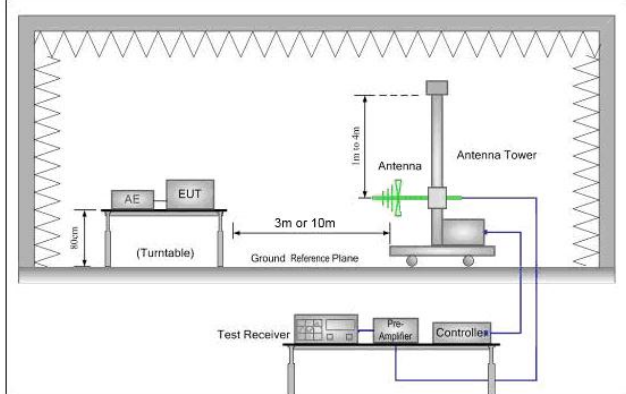 1m to 4m
Antenna
Antenna Tower
AE
EUT
80cm
(Turntable)
3m or 10m
Ground Reference Plane
Test Receiver
Pre-
Amplifier
Controller